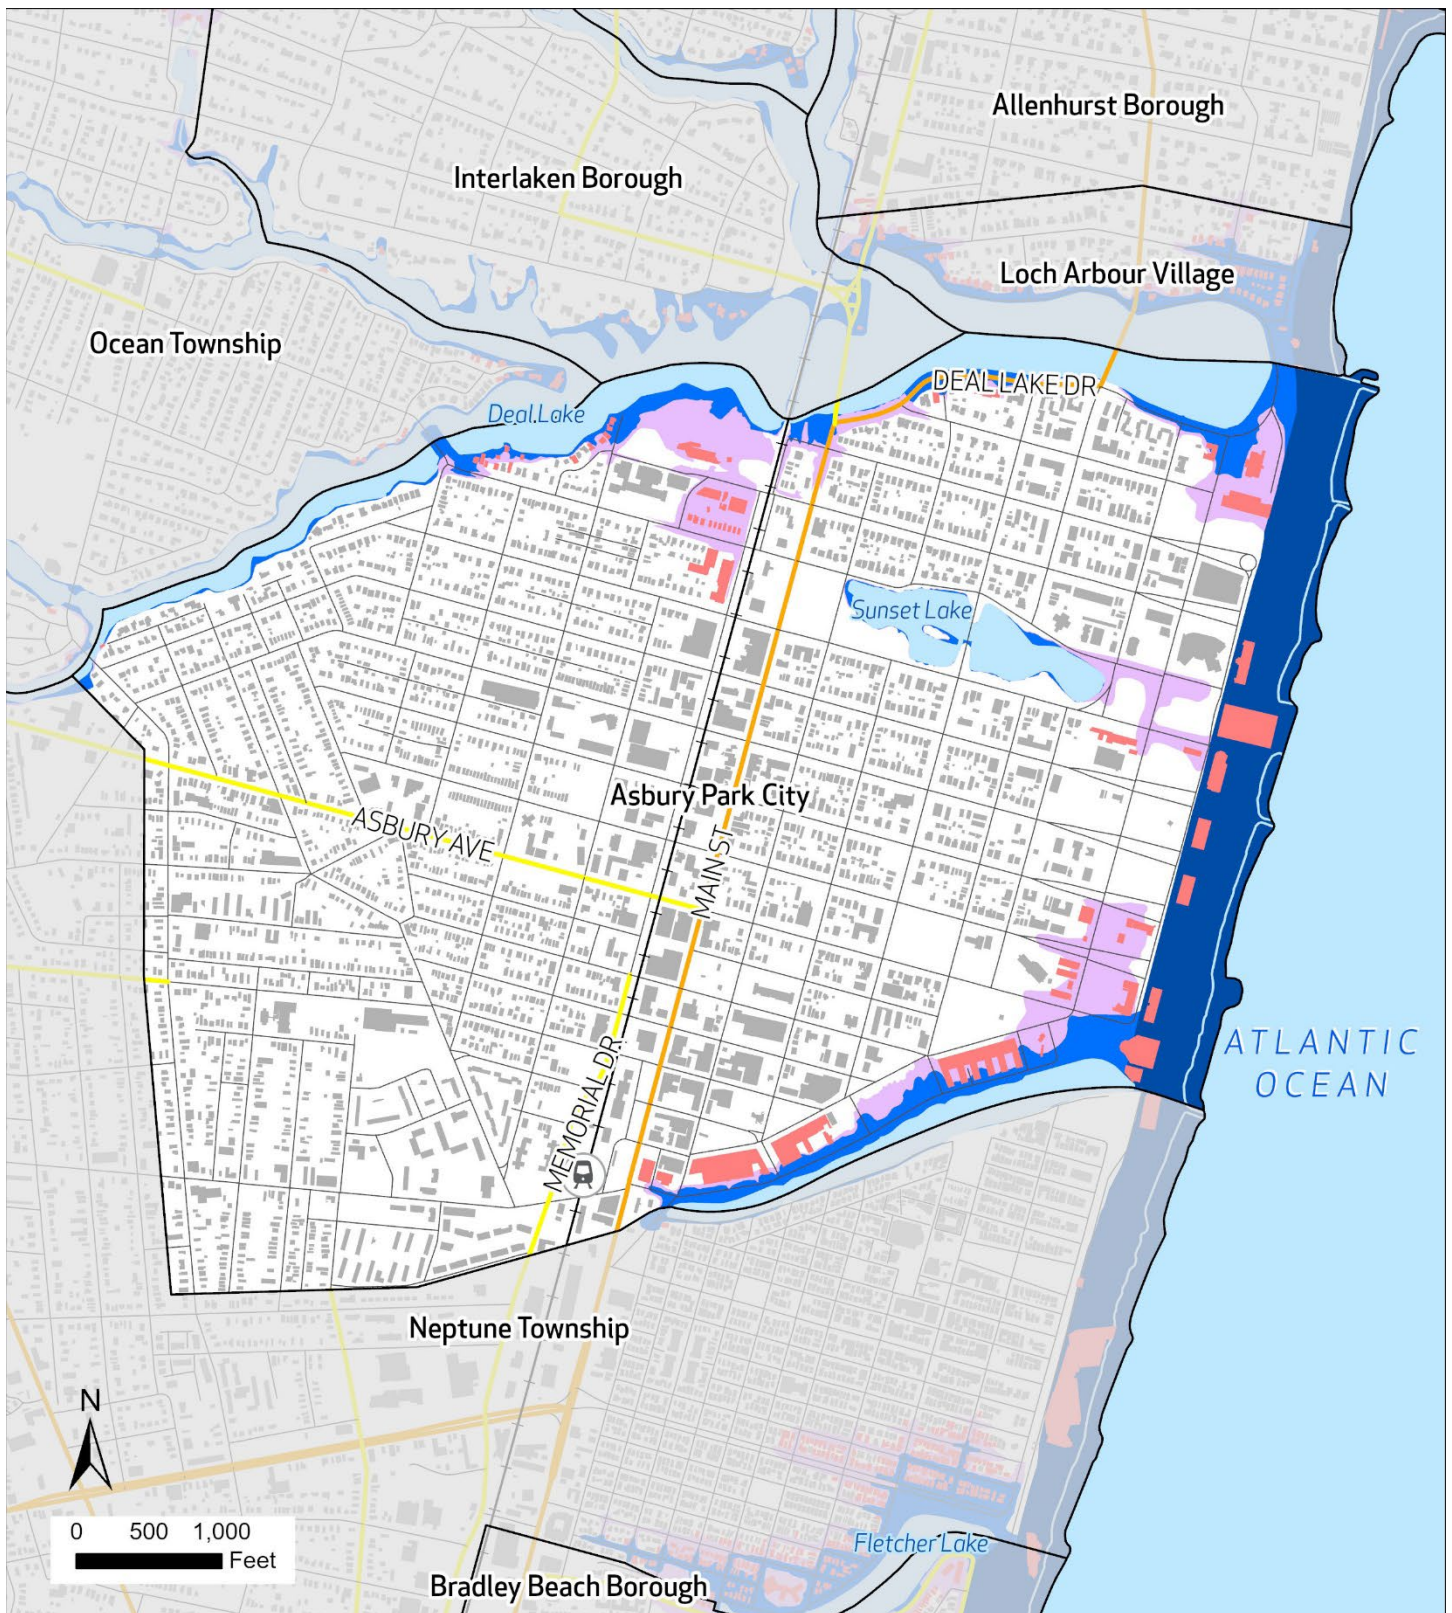 Allenhurst Borough
Interlaken Borough
Loch Arbour Village
Ocean Township
DEAL LAKE DR
Deal Lake
Sunset Lake
Asbury Park City
ASBURY AVE
MAIN ST
ATLANTIC
OCEAN
MEMORIAL DR
Neptune Township
N
0 500 1,000
Feet
Fletcher Lake
Bradley Beach Borough